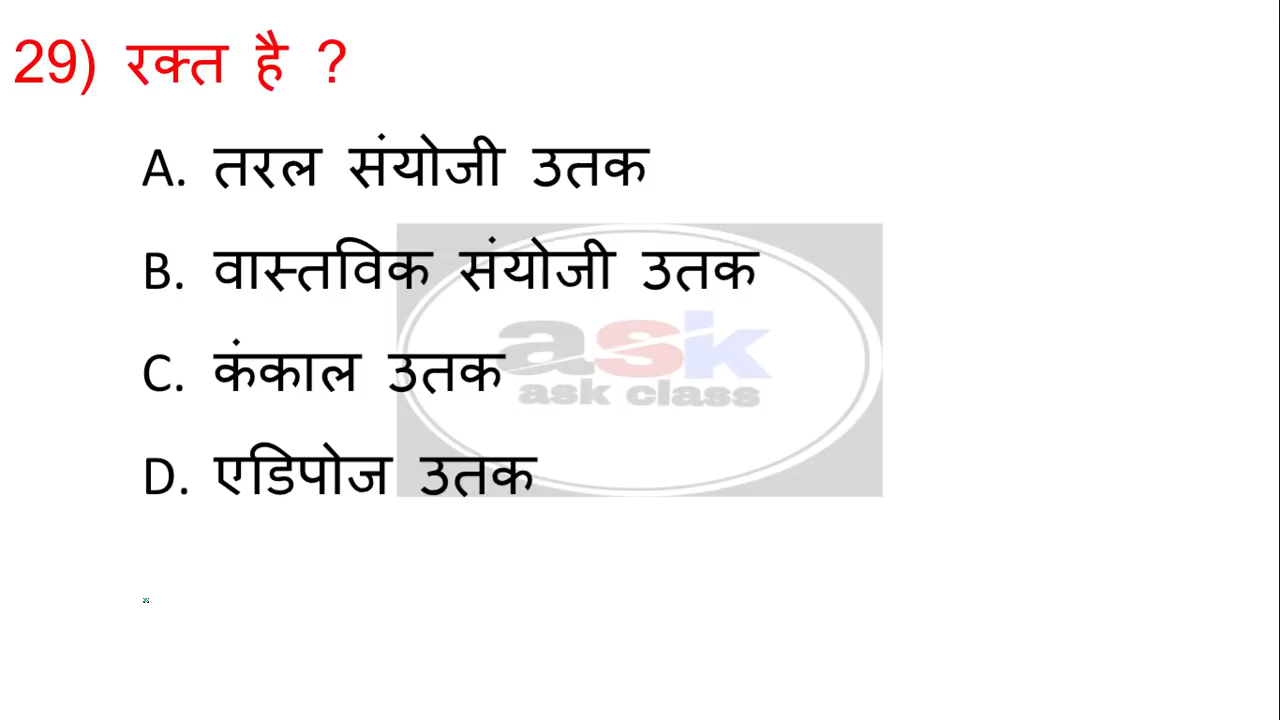 29) रक्त है ?
A. तरल संयोजी उतक
B. वास्तविक संयोजी उतक
C. कंकाल उतक
D. एडिपोज उतक
ask
ask class